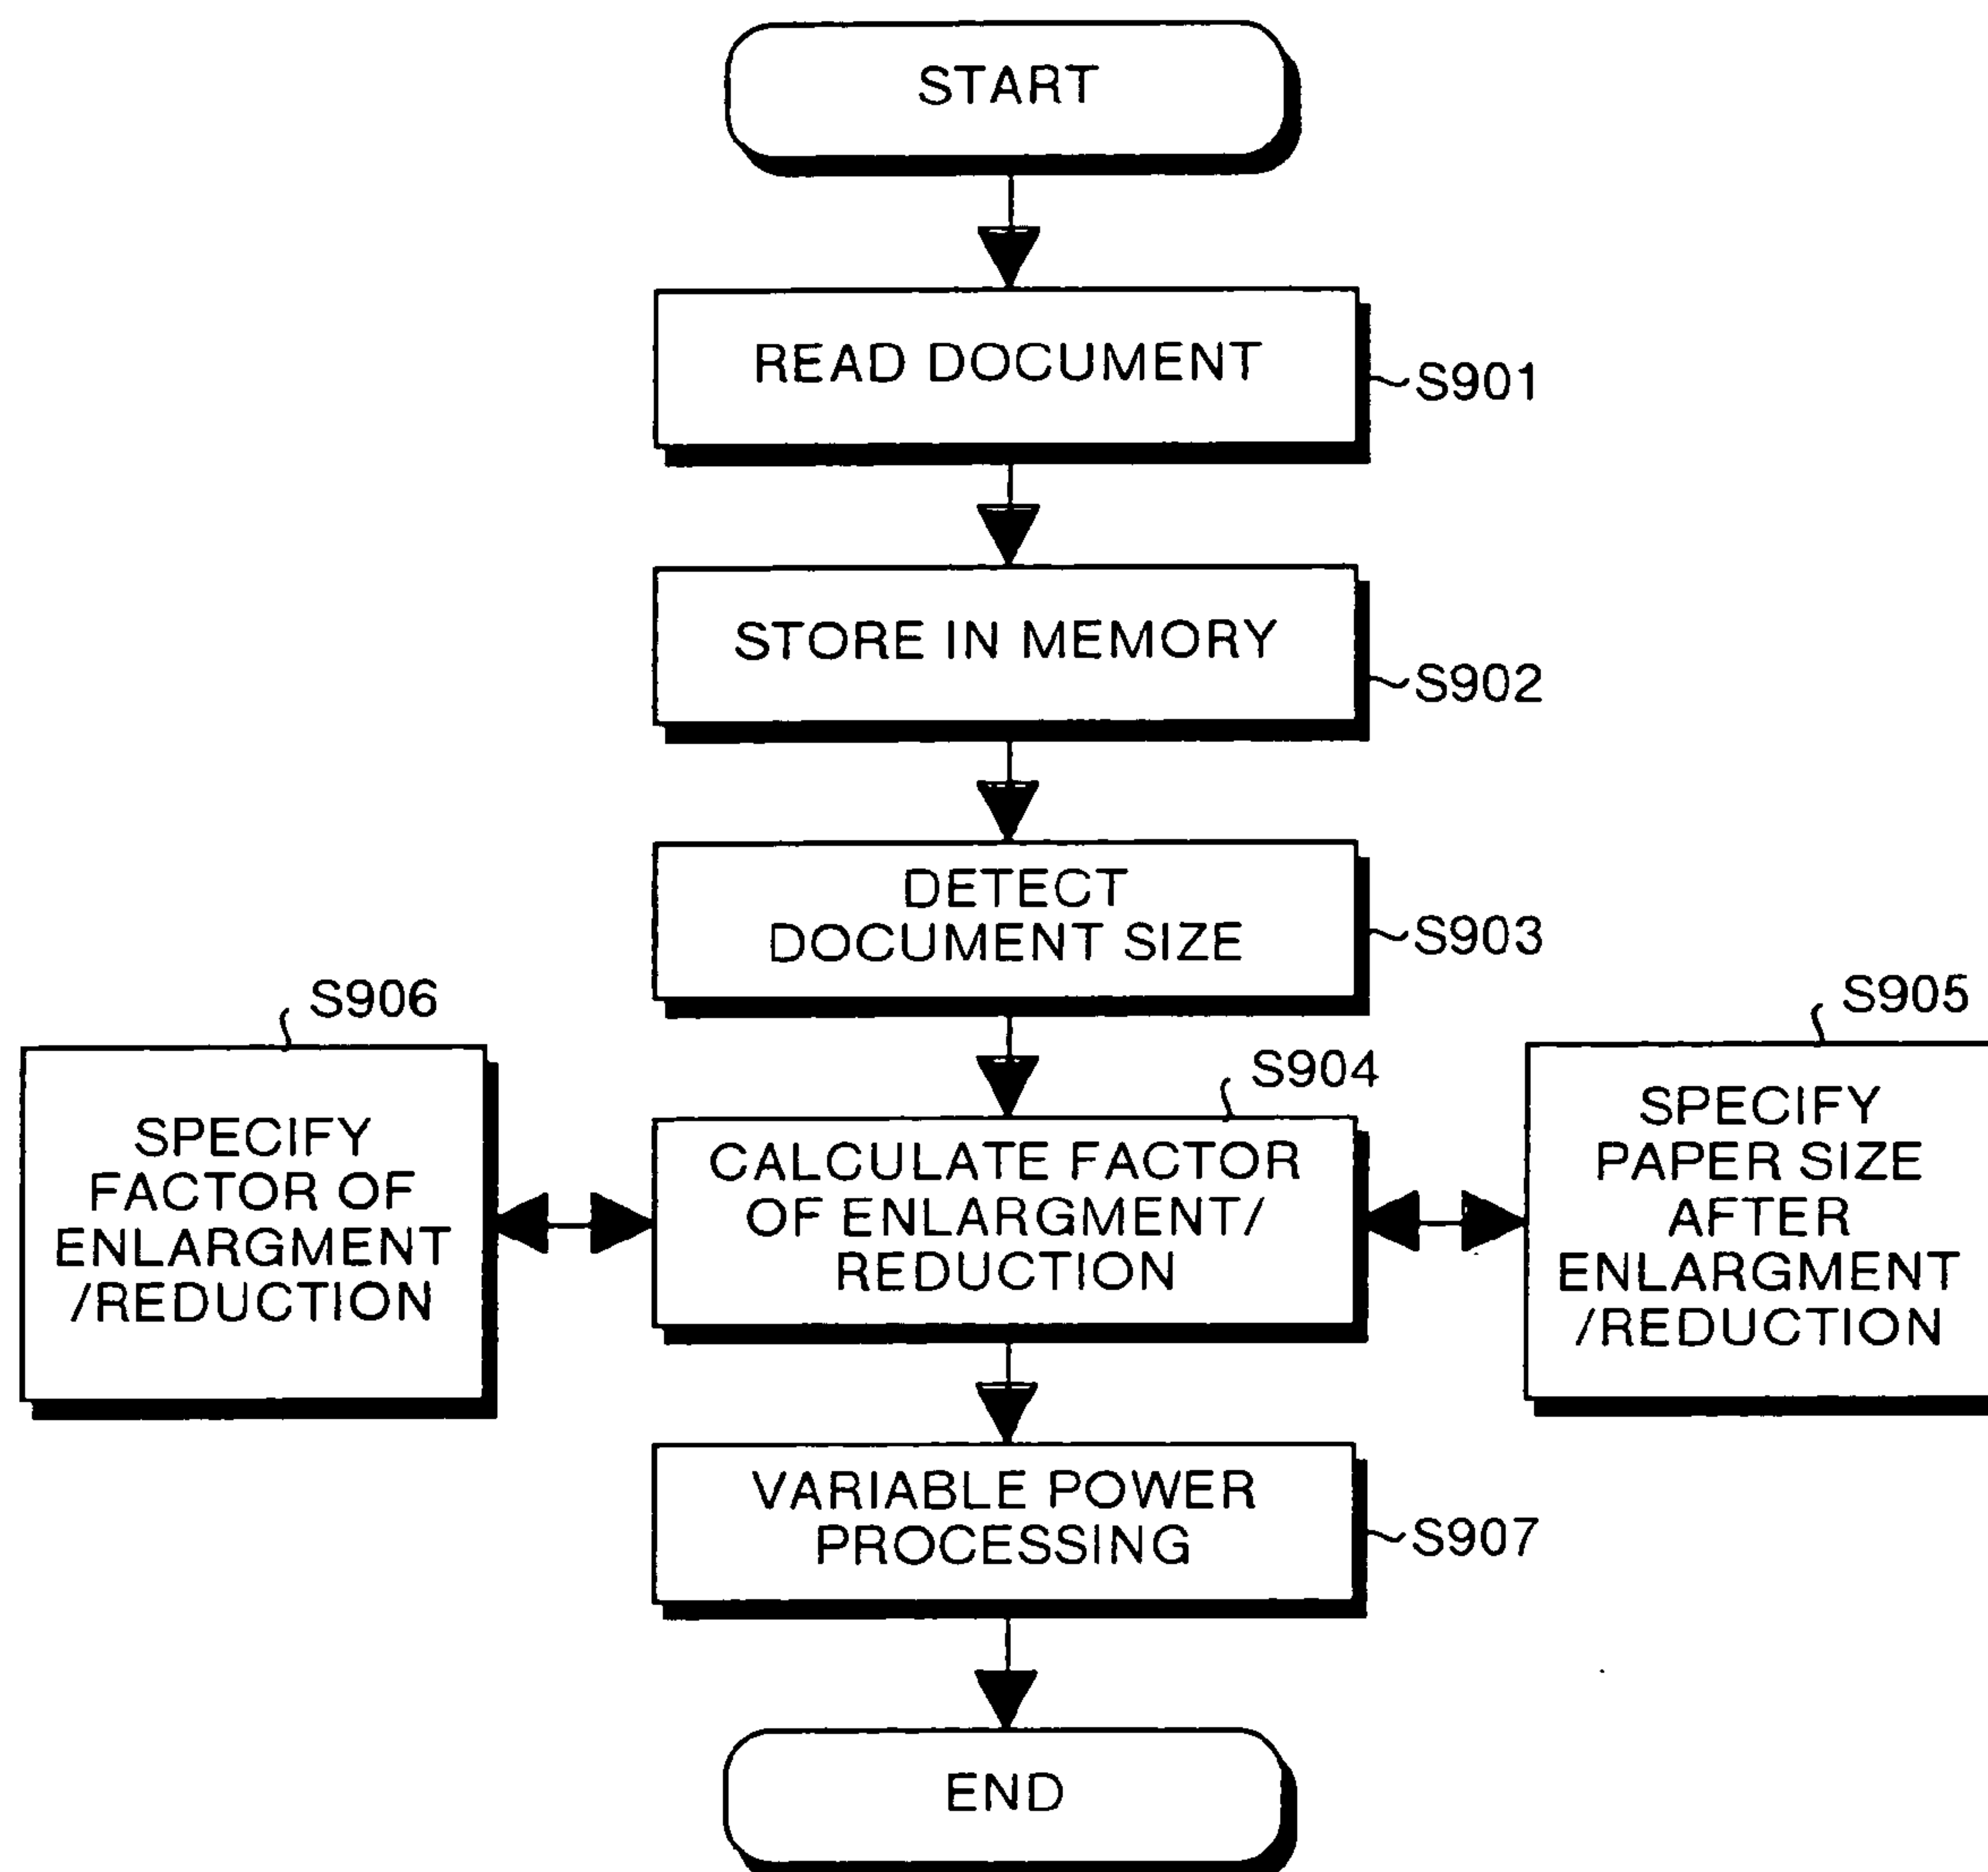 START
READ DOCUMENT
S901
STORE IN MEMORY
S902
DETECT
DOCUMENT SIZE
S903
S906
SPECIFY
FACTOR OF
ENLARGMENT
/REDUCTION
S904
CALCULATE FACTOR
OF ENLARGMENT/
REDUCTION
S905
SPECIFY
PAPER SIZE
AFTER
ENLARGMENT
/REDUCTION
VARIABLE POWER
PROCESSING
S907
END